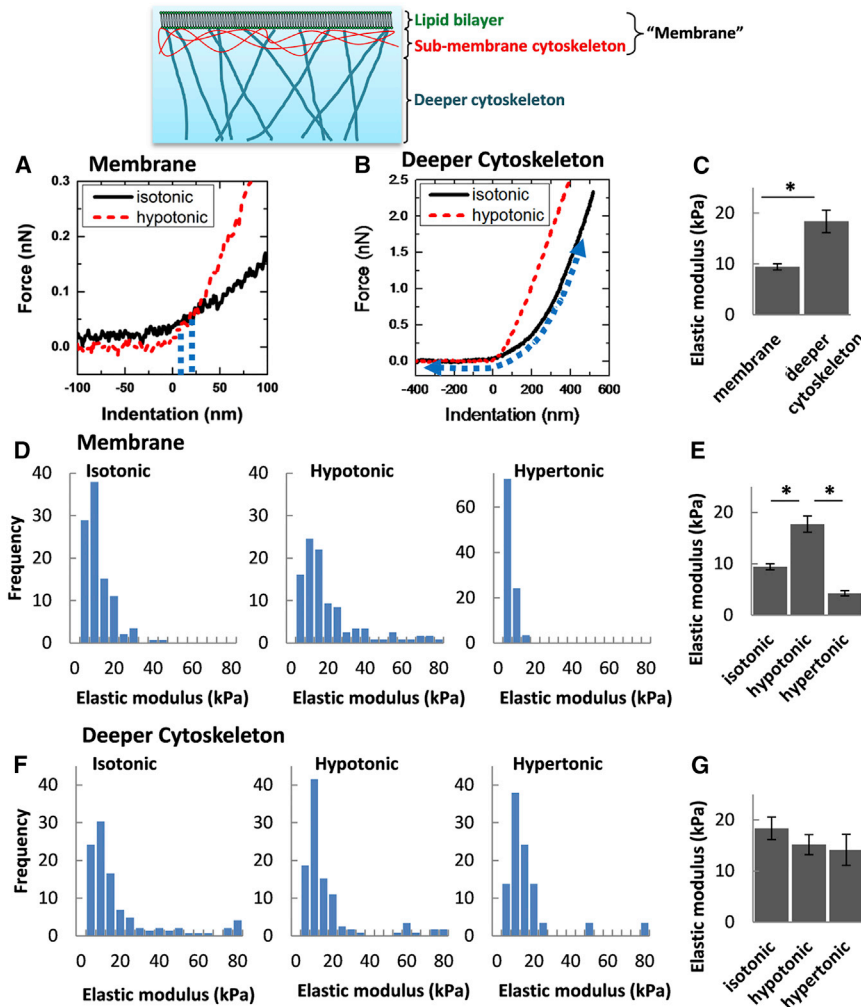 Lipid bilayer
Sub-membrane cytoskeleton
"Membrane"
Deeper cytoskeleton
A Membrane
0.3
0.2
0.1
0.0
Force (nN)
isotonic
hypotonic
-100 -50 0 50 100
Indentation (nm)
B Deeper Cytoskeleton
2.5
2.0
1.5
1.0
0.5
0.0
Force (nN)
isotonic
hypotonic
-400 -200 0 200 400 600
Indentation (nm)
C
Elastic modulus (kPa)
20
10
0
*
membrane
deeper
cytoskeleton
D Membrane
Frequency
Isotonic
40
30
20
10
0
0 20 40 60 80
Elastic modulus (kPa)
Hypotonic
40
30
20
10
0
0 20 40 60 80
Elastic modulus (kPa)
Hypertonic
60
40
20
0
0 20 40 60 80
Elastic modulus (kPa)
E
Elastic modulus (kPa)
20
10
0
* *
isotonic
hypotonic
hypertonic
Deeper Cytoskeleton
F
Frequency
Isotonic
40
30
20
10
0
0 20 40 60 80
Elastic modulus (kPa)
Hypotonic
40
30
20
10
0
0 20 40 60 80
Elastic modulus (kPa)
Hypertonic
40
30
20
10
0
0 20 40 60 80
Elastic modulus (kPa)
G
Elastic modulus (kPa)
20
10
0
isotonic
hypotonic
hypertonic